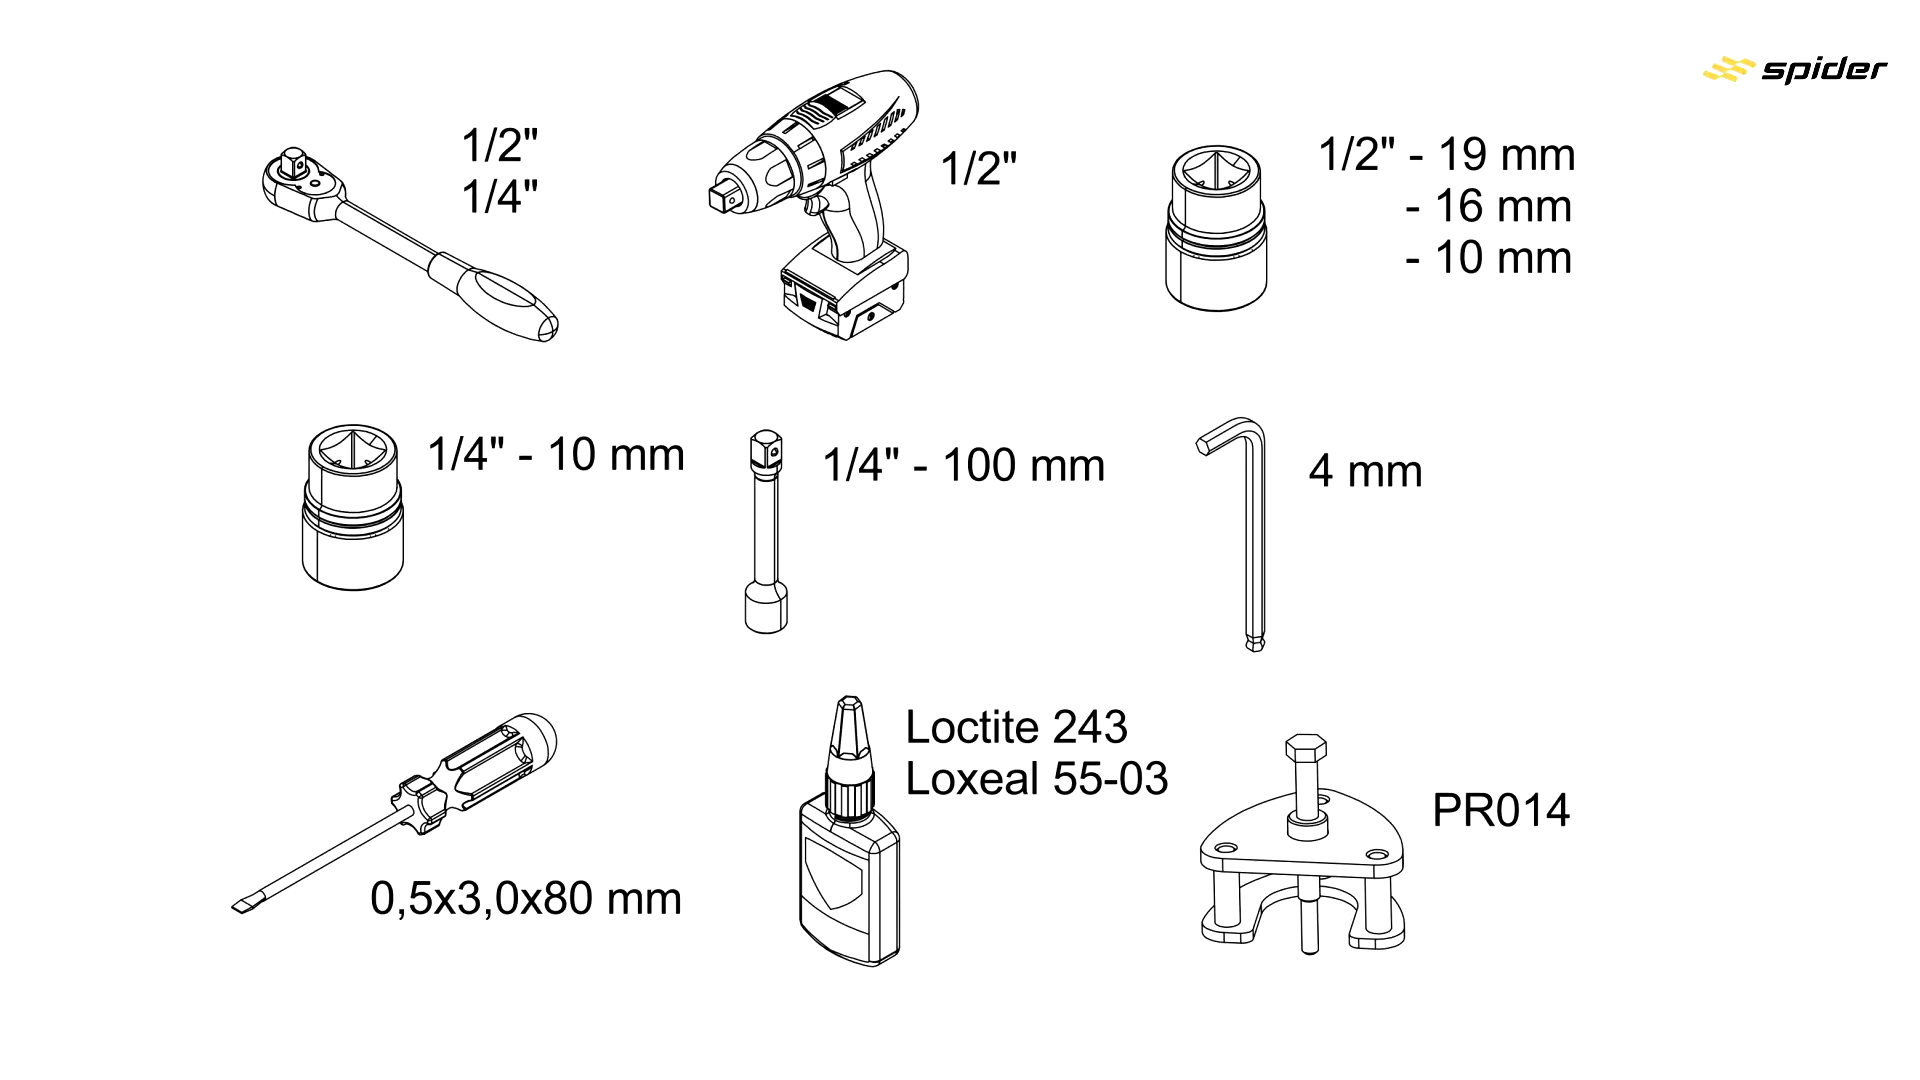 spider
1/2"
1/4"
1/2"
1/2" - 19 mm
- 16 mm
- 10 mm
1/4" - 10 mm
1/4" - 100 mm
4 mm
0,5x3,0x80 mm
Loctite 243
Loxeal 55-03
PR014